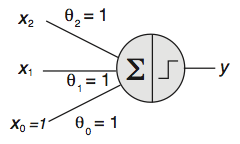 x₂ θ₂ = 1
x₁ θ₁ = 1 Σ y
x₀ =1 θ₀ = 1